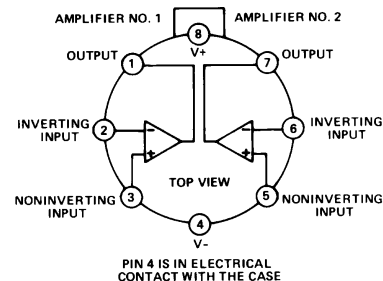 AMPLIFIER NO. 1
AMPLIFIER NO. 2
8
V+
OUTPUT
1
7
OUTPUT
INVERTING
INPUT
2
-
-
6
INVERTING
INPUT
+
+
TOP VIEW
NONINVERTING
INPUT
3
5
NONINVERTING
INPUT
4
V-
PIN 4 IS IN ELECTRICAL
CONTACT WITH THE CASE